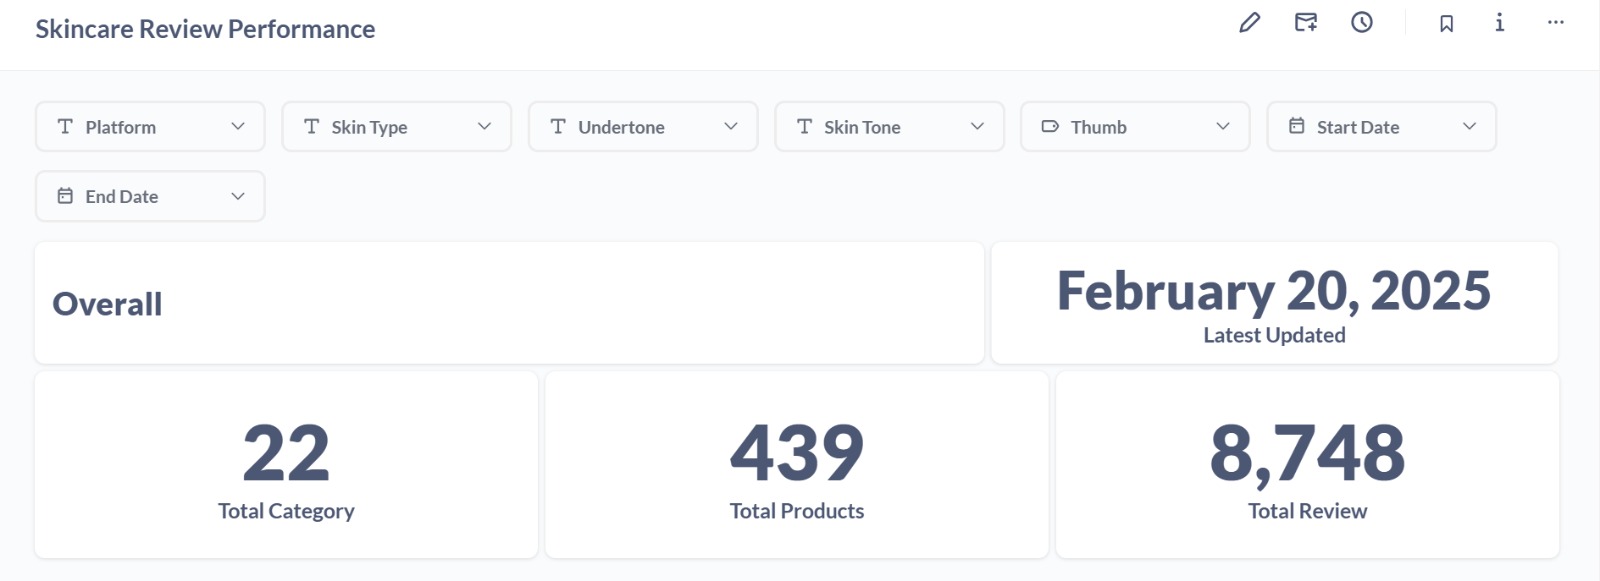 Skincare Review Performance
Platform
Skin Type
Undertone
Skin Tone
Thumb
Start Date
End Date
Overall
February 20, 2025
Latest Updated
22
Total Category
439
Total Products
8,748
Total Review